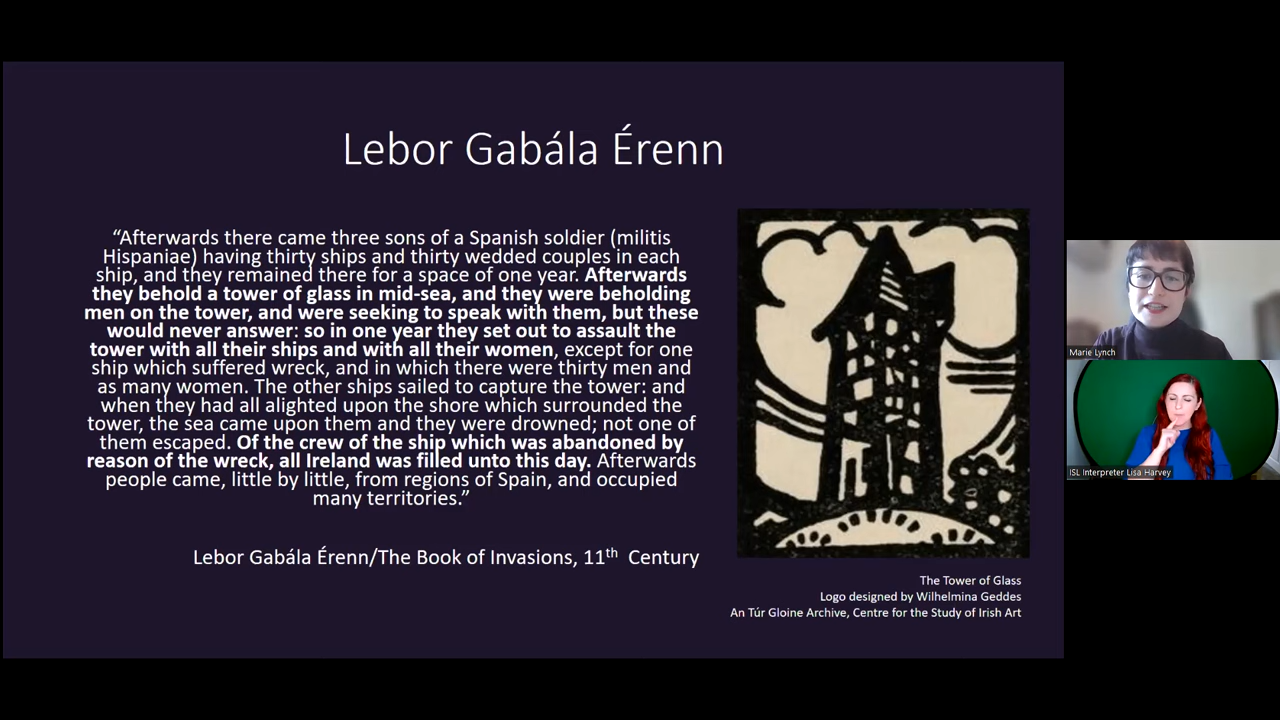 Lebor Gabála Érenn
“Afterwards there came three sons of a Spanish soldier (militis
Hispaniae) having thirty ships and thirty wedded couples in each
ship, and they remained there for a space of one year. Afterwards
they behold a tower of glass in mid-sea, and they were beholding
men on the tower, and were seeking to speak with them, but these
would never answer: so in one year they set out to assault the
tower with all their ships and with all their women, except for one
ship which suffered wreck, and in which there were thirty men and
as many women. The other ships sailed to capture the tower: and
when they had all alighted upon the shore which surrounded the
tower, the sea came upon them and they were drowned; not one of
them escaped. Of the crew of the ship which was abandoned by
reason of the wreck, all Ireland was filled unto this day. Afterwards
people came, little by little, from regions of Spain, and occupied
many territories.”
Lebor Gabála Érenn/The Book of Invasions, 11th Century
The Tower of Glass
Logo designed by Wilhelmina Geddes
An Túr Gloine Archive, Centre for the Study of Irish Art
Marie Lynch
ISL Interpreter Lisa Harvey